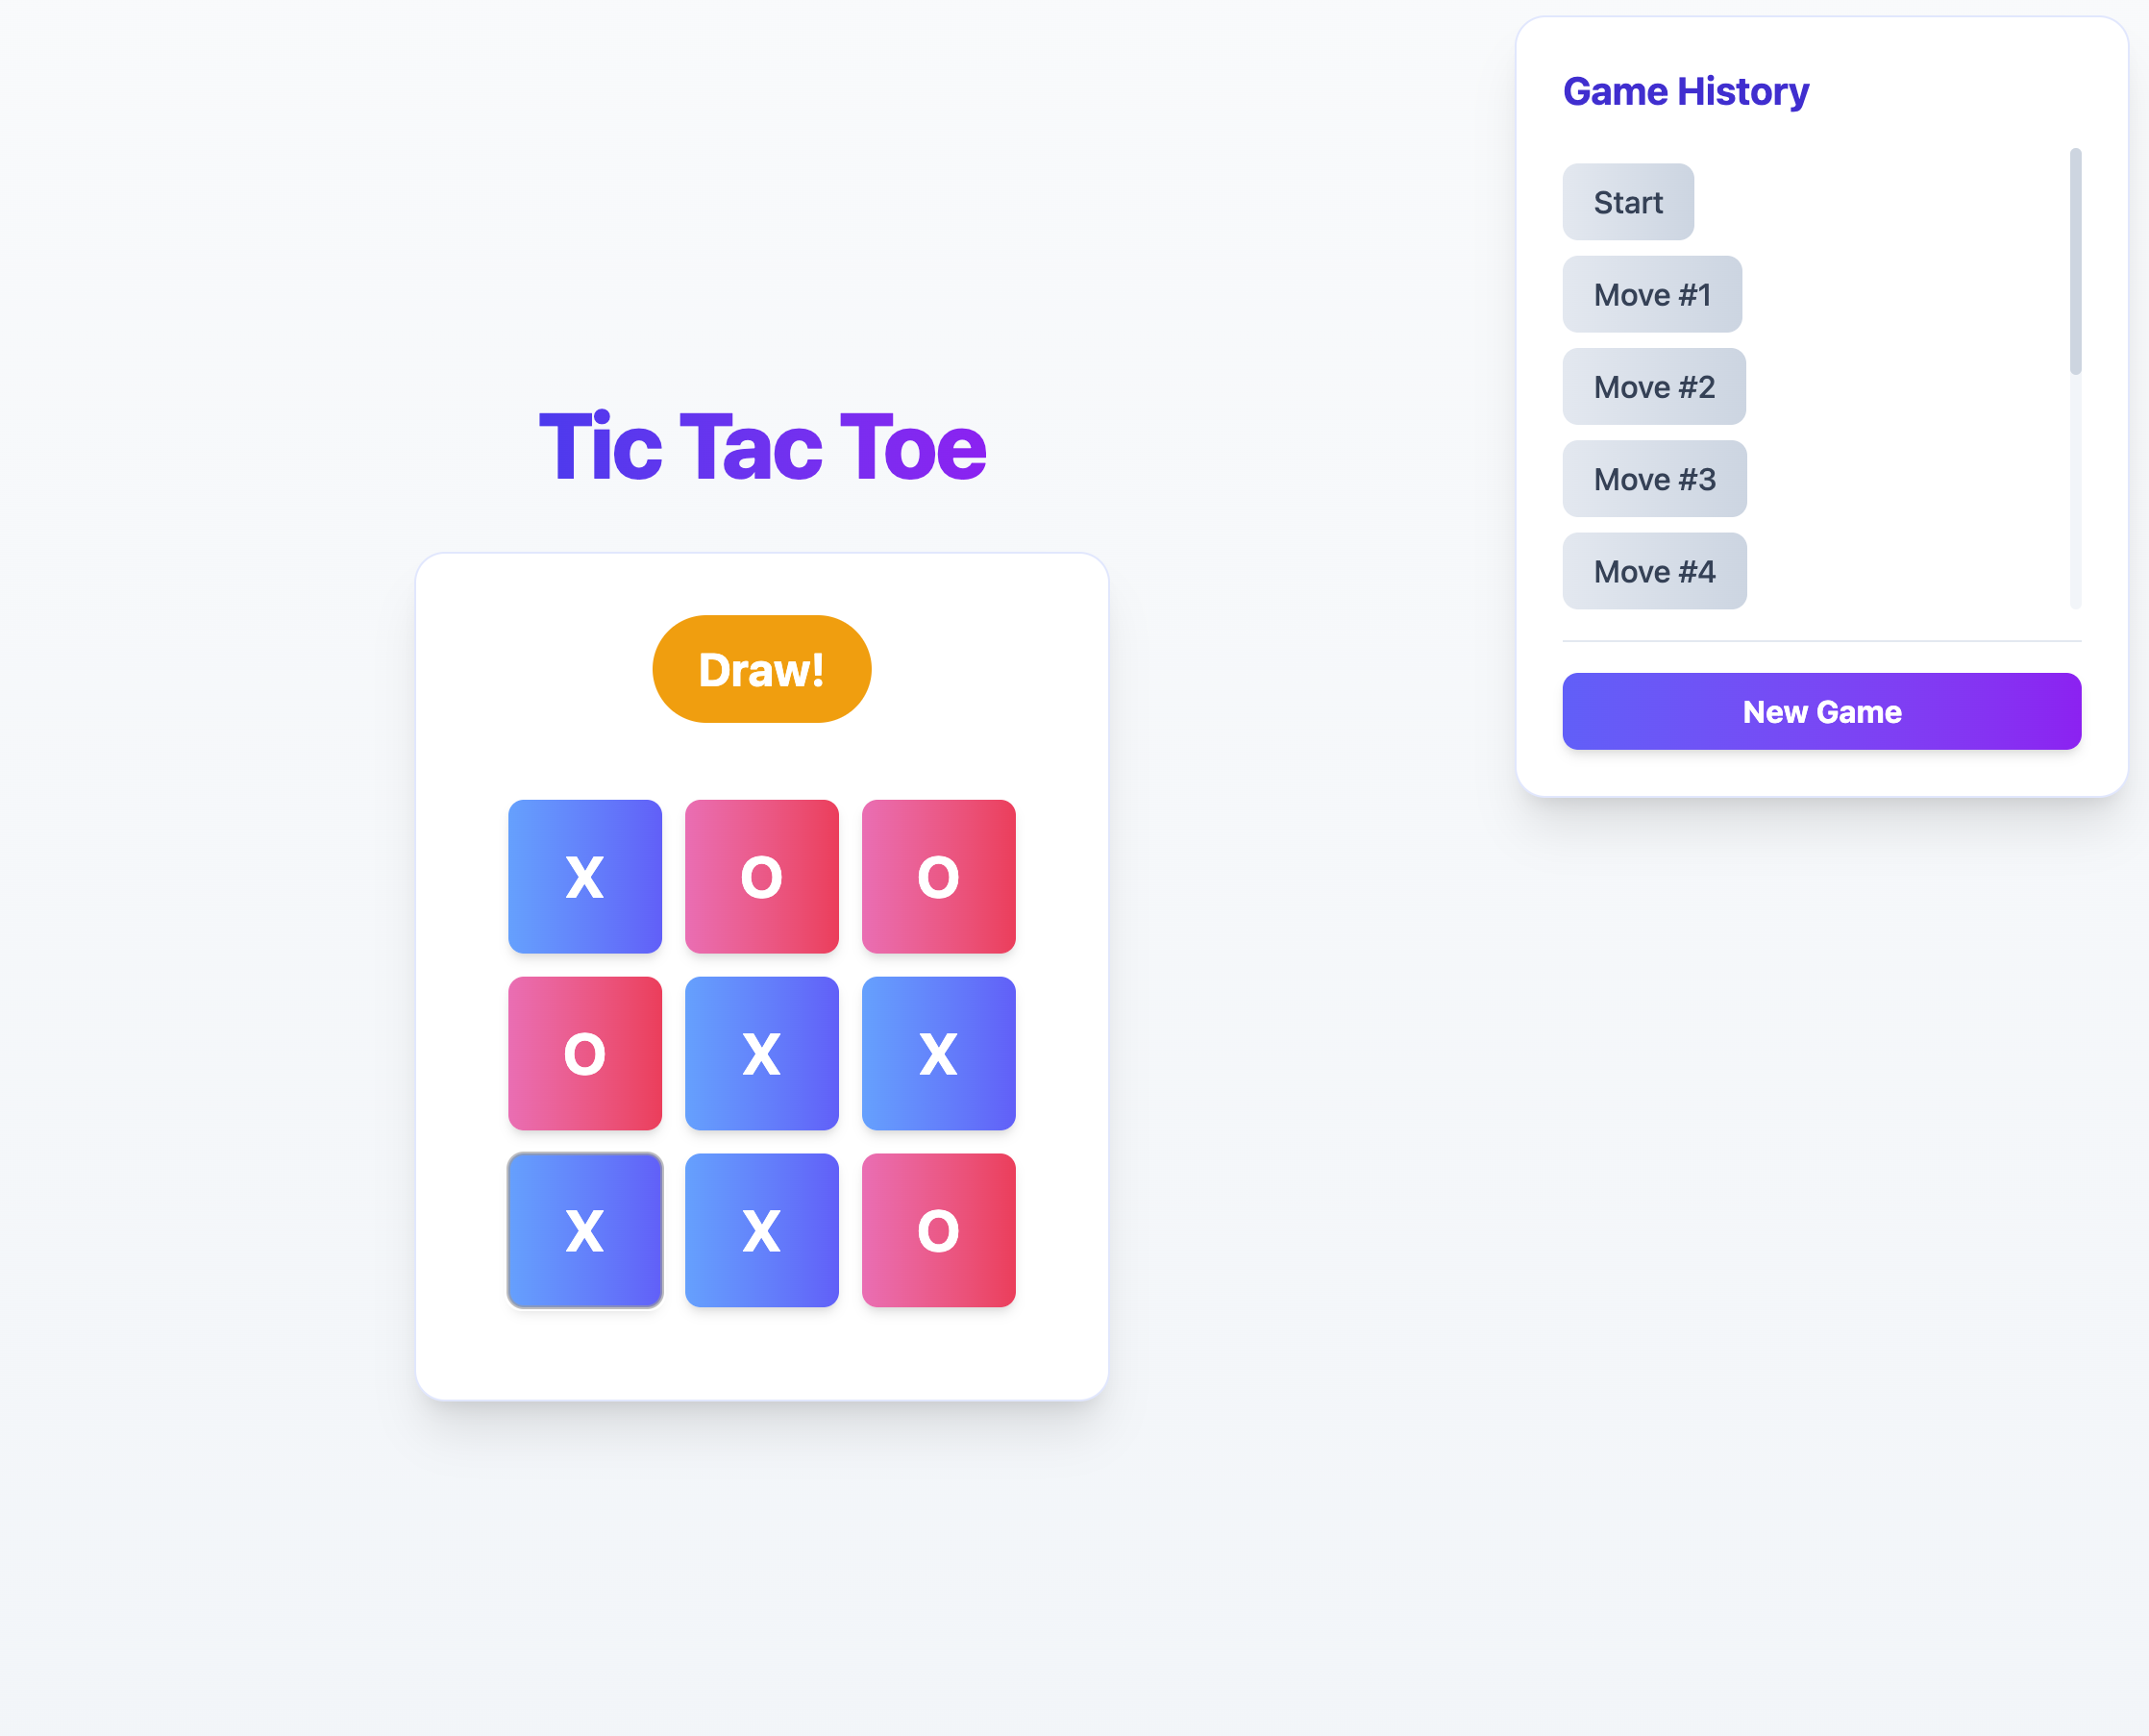 Tic Tac Toe
Draw!
X O O
O X X
X X O
Game History
Start
Move #1
Move #2
Move #3
Move #4
New Game